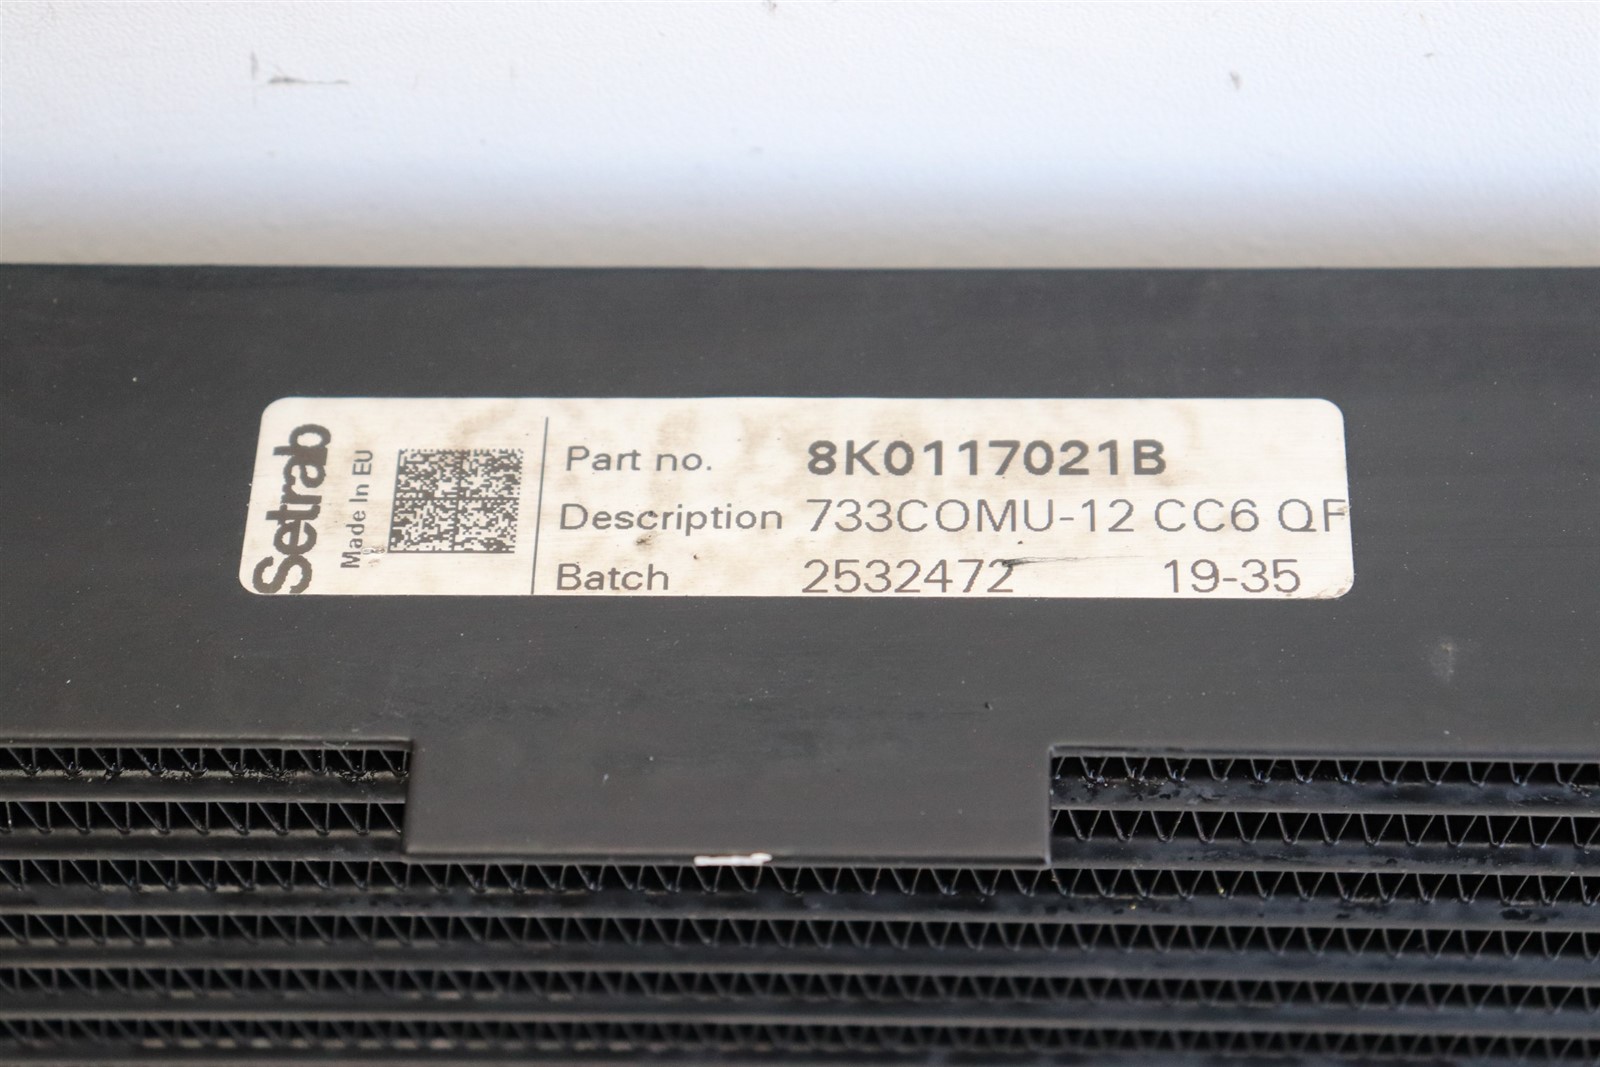 Setrab
Made In EU
Part no. 8K0117021B
Description 733COMU-12 CC6 QF
Batch 2532472 19-35